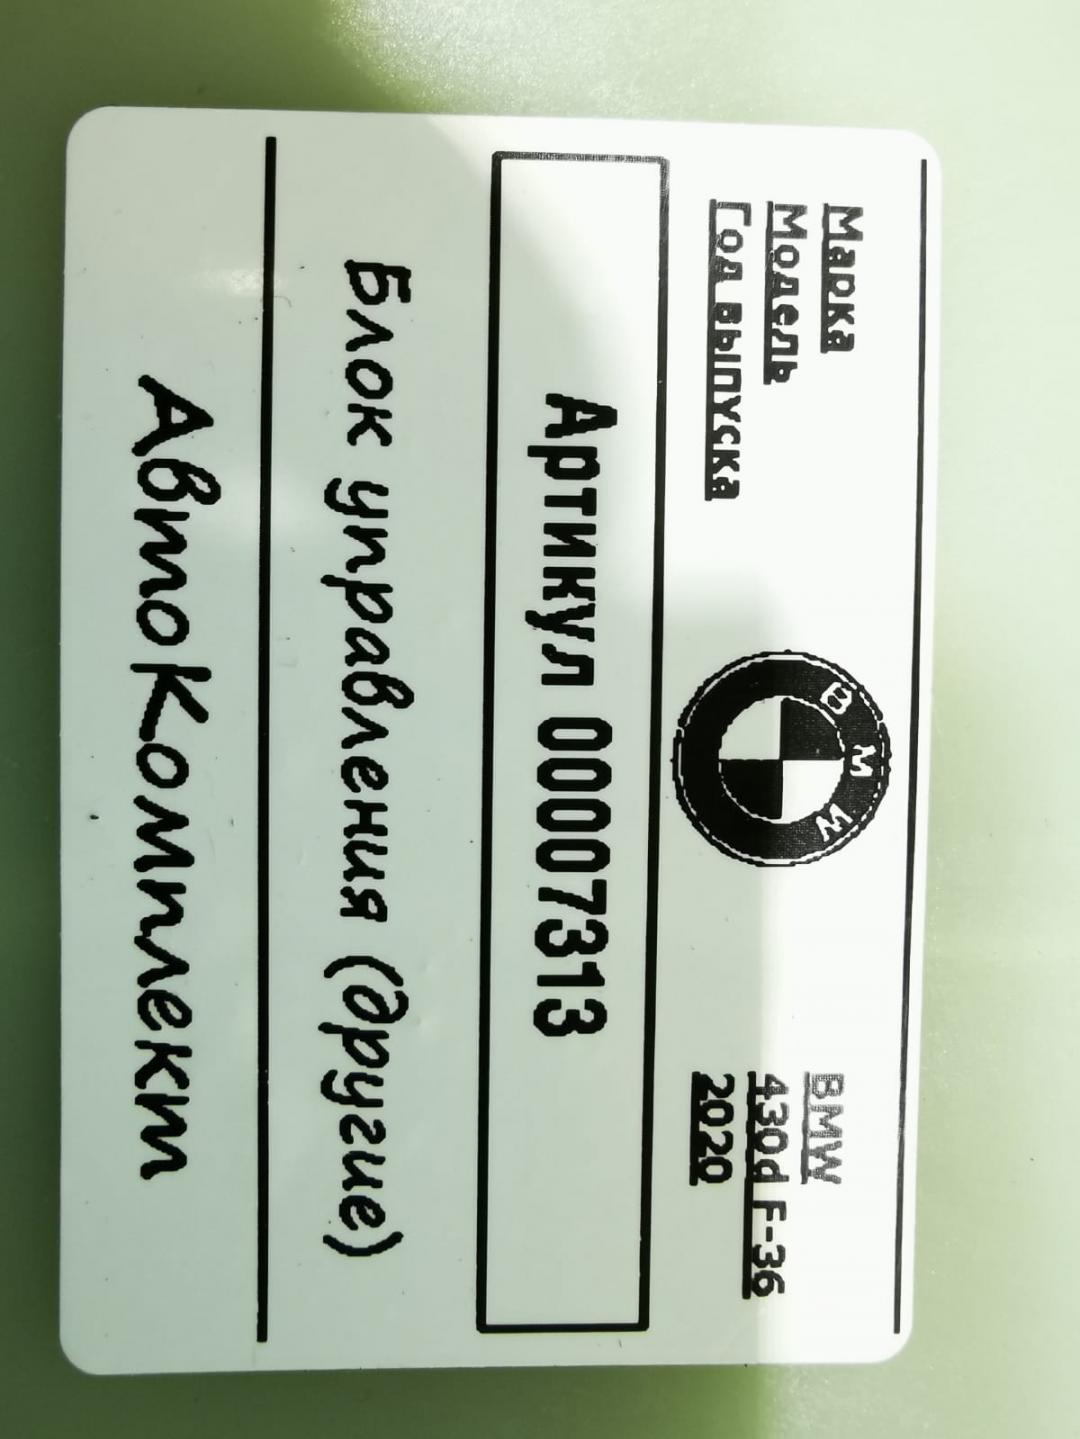 Марка BMW
Модель 430d F-36
Год выпуска 2020
BMW
Артикул 00007313
Блок управления (другие)
АвтоКомплект